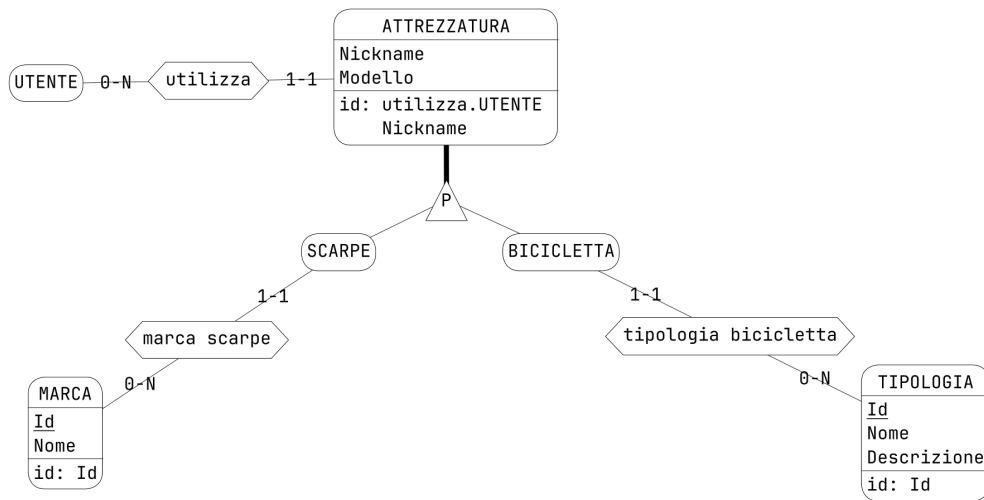 ATTREZZATURA
Nickname
Modello
id: utilizza.UTENTE
Nickname
UTENTE
0-N
utilizza
1-1
P
SCARPE
BICICLETTA
1-1
1-1
marca scarpe
tipologia bicicletta
0-N
0-N
MARCA
Id
Nome
id: Id
TIPOLOGIA
Id
Nome
Descrizione
id: Id